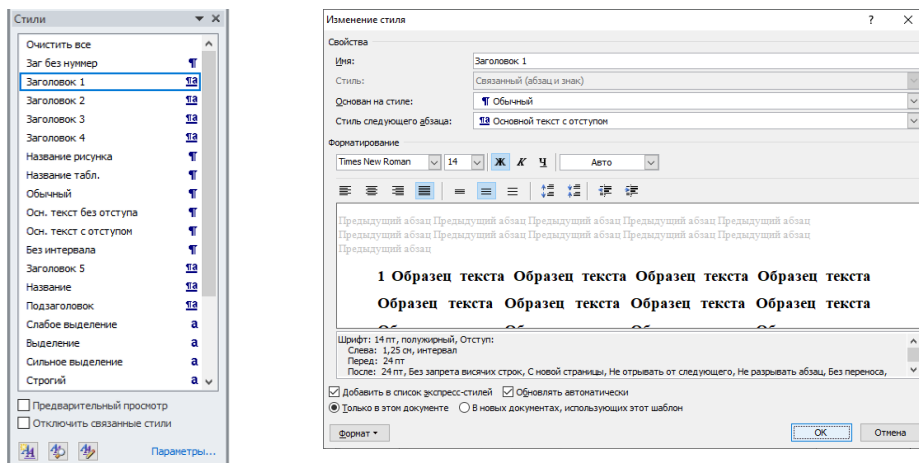 Стили
Очистить все
Заг без нуммер
Заголовок 1
Заголовок 2
Заголовок 3
Заголовок 4
Название рисунка
Название табл.
Обычный
Осн. текст без отступа
Осн. текст с отступом
Без интервала
Заголовок 5
Название
Подзаголовок
Слабое выделение
Выделение
Сильное выделение
Строгий
Предварительный просмотр
Отключить связанные стили
Параметры...
Изменение стиля
Свойства
Имя: Заголовок 1
Стиль: Связанный (абзац и знак)
Основан на стиле: ¶ Обычный
Стиль следующего абзаца: ¶a Основной текст с отступом
Форматирование
Times New Roman 14 Ж К Ч Авто
Предыдущий абзац Предыдущий абзац Предыдущий абзац Предыдущий абзац Предыдущий абзац
Предыдущий абзац Предыдущий абзац Предыдущий абзац Предыдущий абзац Предыдущий абзац
Предыдущий абзац
1 Образец текста Образец текста Образец текста Образец текста
Образец текста Образец текста Образец текста Образец текста
Шрифт: 14 пт, полужирный, Отступ:
Слева: 1,25 см, интервал
Перед: 24 пт
После: 24 пт, Без запрета висячих строк, С новой страницы, Не отрывать от следующего, Не разрывать абзац, Без переноса,
Добавить в список экспресс-стилей Обновлять автоматически
Только в этом документе В новых документах, использующих этот шаблон
Формат
ОК Отмена